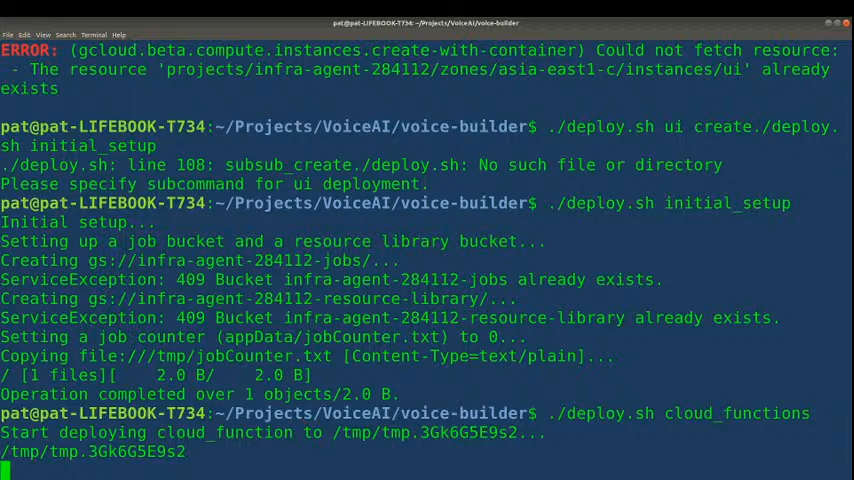 pat@pat-LIFEBOOK-T734: ~/Projects/VoiceAI/voice-builder
File Edit View Search Terminal Help
ERROR: (gcloud.beta.compute.instances.create-with-container) Could not fetch resource:
 - The resource 'projects/infra-agent-284112/zones/asia-east1-c/instances/ui' already
exists
pat@pat-LIFEBOOK-T734:~/Projects/VoiceAI/voice-builder$ ./deploy.sh ui create./deploy.
sh initial_setup
./deploy.sh: line 108: subsub_create./deploy.sh: No such file or directory
Please specify subcommand for ui deployment.
pat@pat-LIFEBOOK-T734:~/Projects/VoiceAI/voice-builder$ ./deploy.sh initial_setup
Initial setup...
Setting up a job bucket and a resource library bucket...
Creating gs://infra-agent-284112-jobs/...
ServiceException: 409 Bucket infra-agent-284112-jobs already exists.
Creating gs://infra-agent-284112-resource-library/...
ServiceException: 409 Bucket infra-agent-284112-resource-library already exists.
Setting a job counter (appData/jobCounter.txt) to 0...
Copying file:///tmp/jobCounter.txt [Content-Type=text/plain]...
/ [1 files][    2.0 B/    2.0 B]
Operation completed over 1 objects/2.0 B.
pat@pat-LIFEBOOK-T734:~/Projects/VoiceAI/voice-builder$ ./deploy.sh cloud_functions
Start deploying cloud_function to /tmp/tmp.3Gk6G5E9s2...
/tmp/tmp.3Gk6G5E9s2